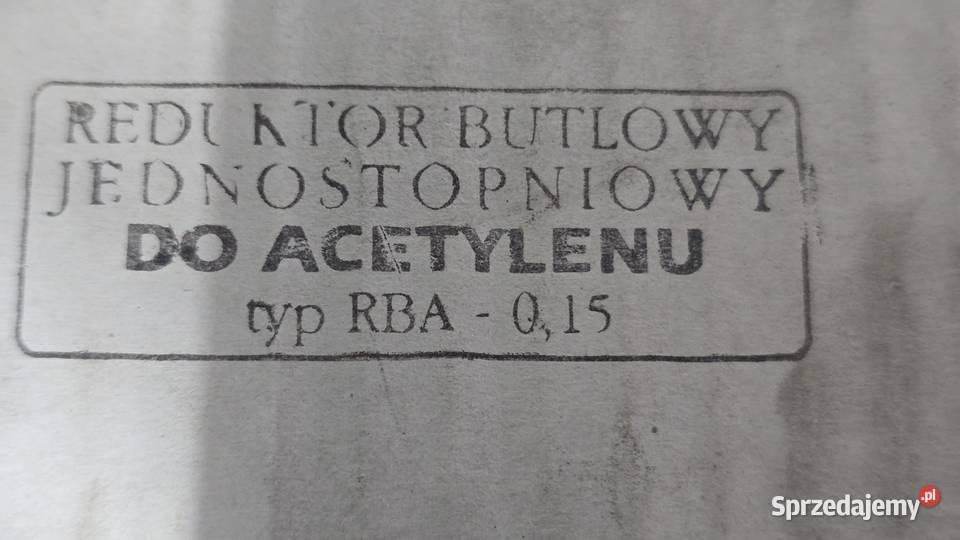 REDUKTOR BUTLOWY
JEDNOSTOPNIOWY
DO ACETYLENU
typ RBA - 0,15
Sprzedajemy.pl